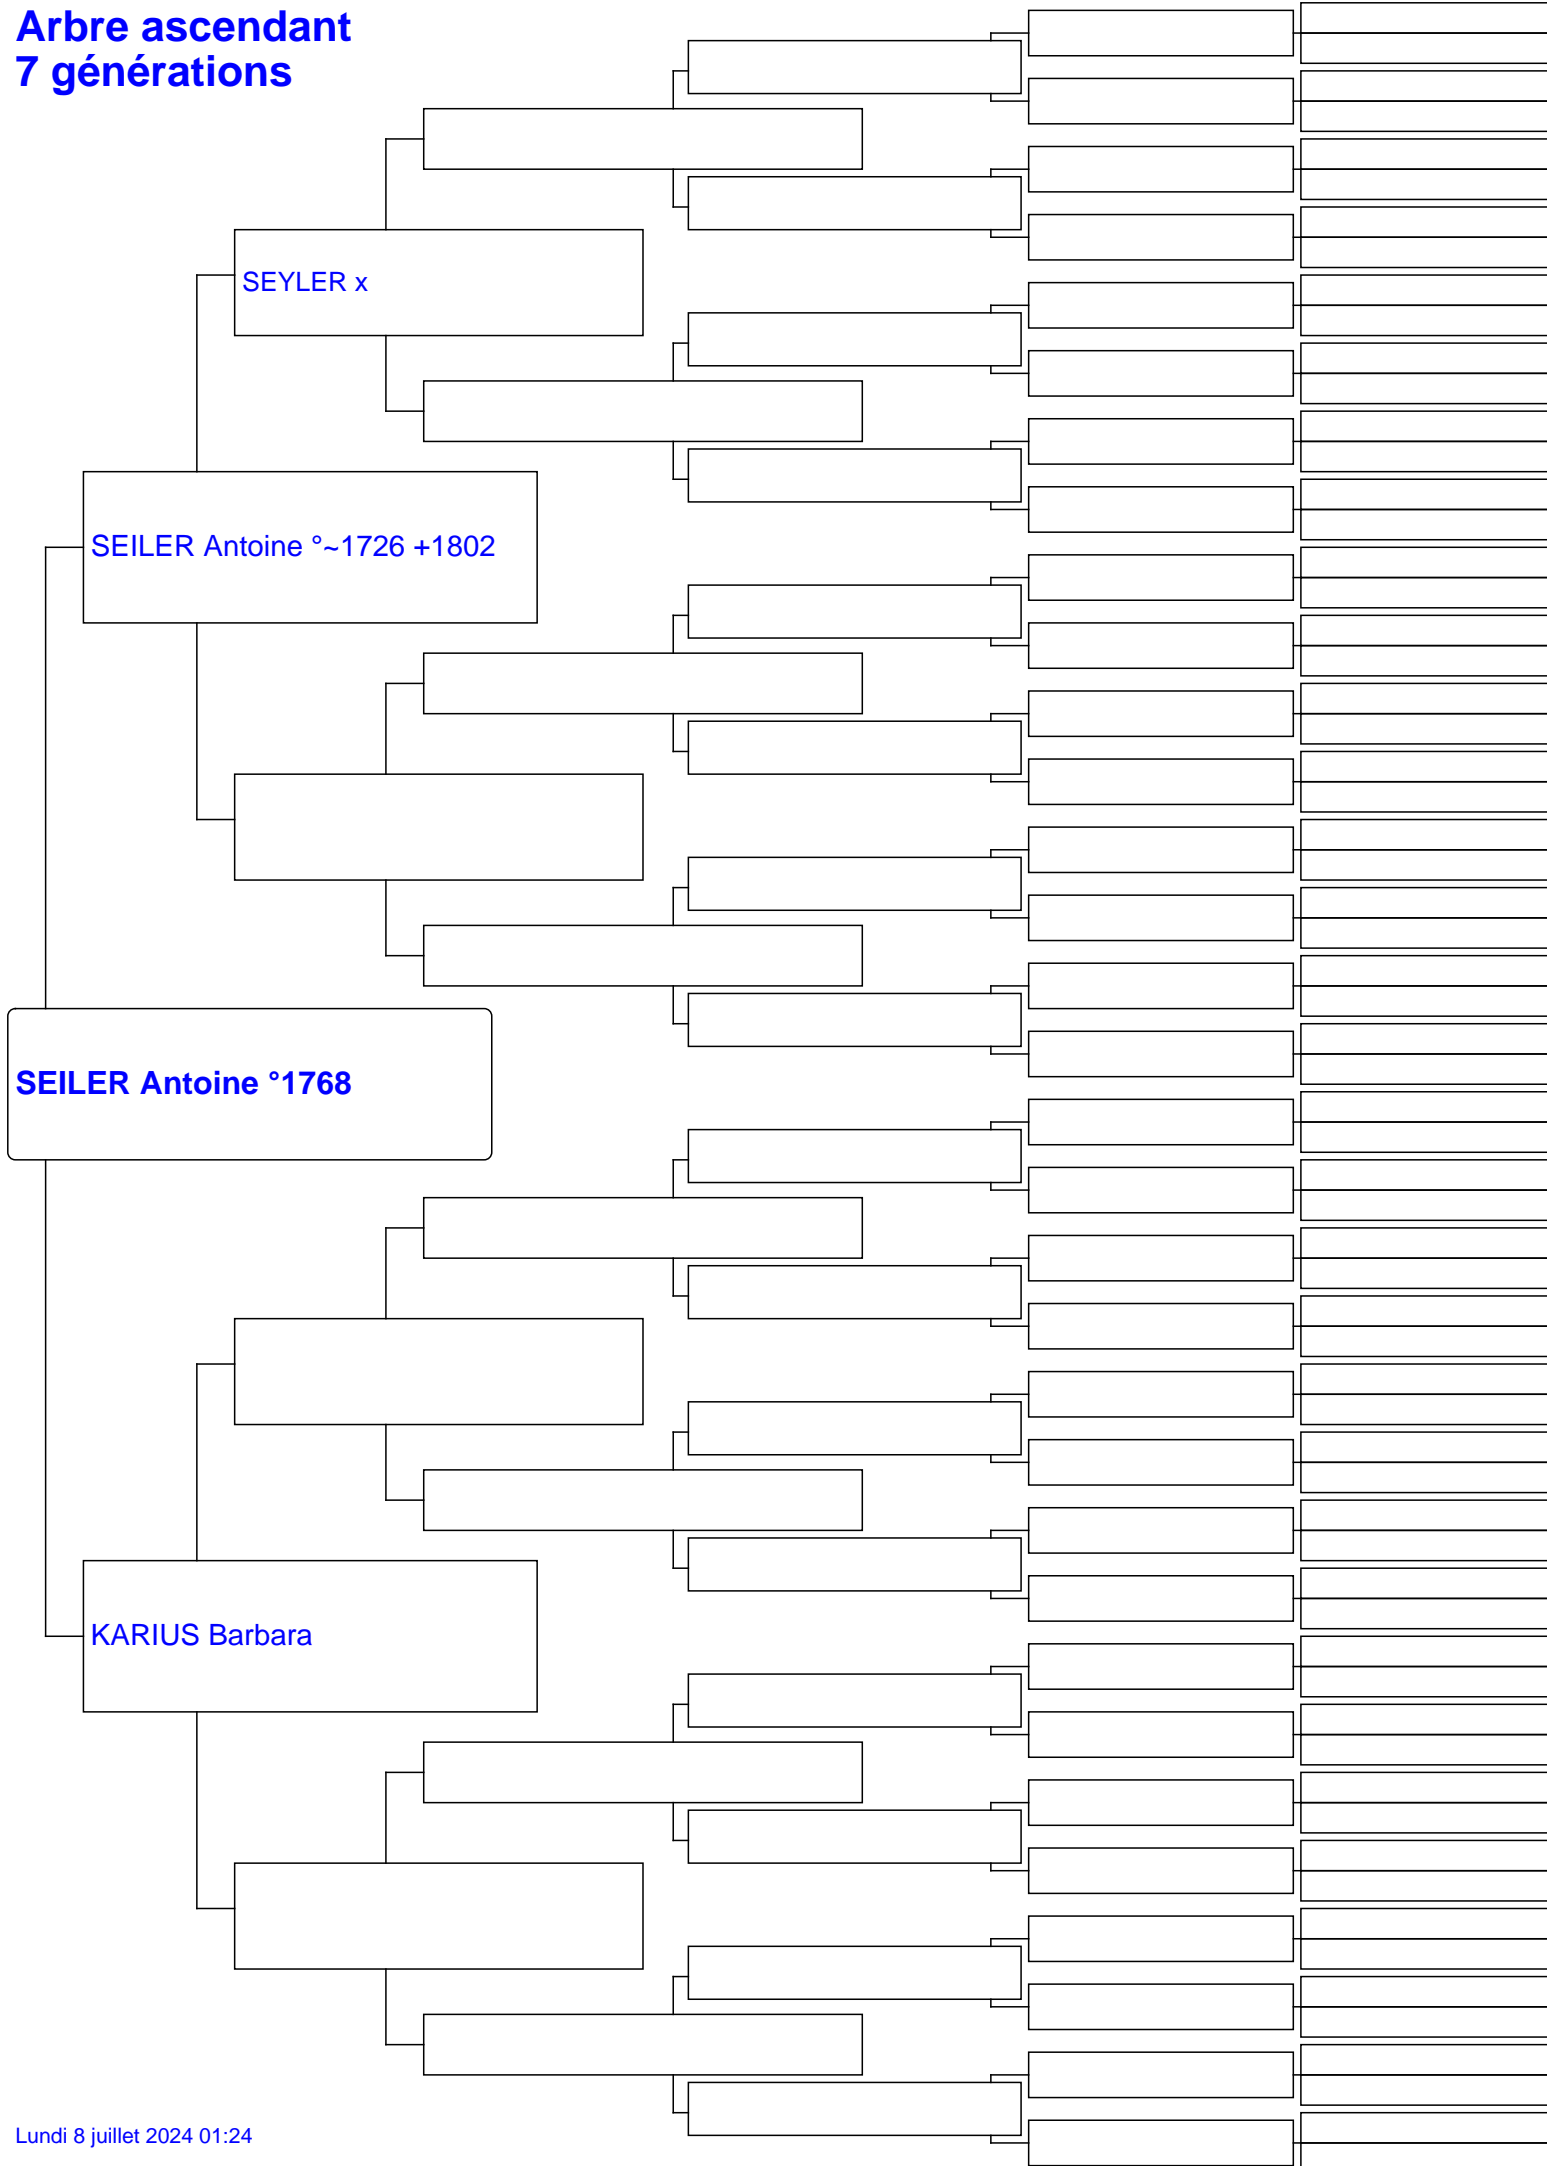 Arbre ascendant
7 générations
SEYLER x
SEILER Antoine °~1726 +1802
SEILER Antoine °1768
KARIUS Barbara
Lundi 8 juillet 2024 01:24